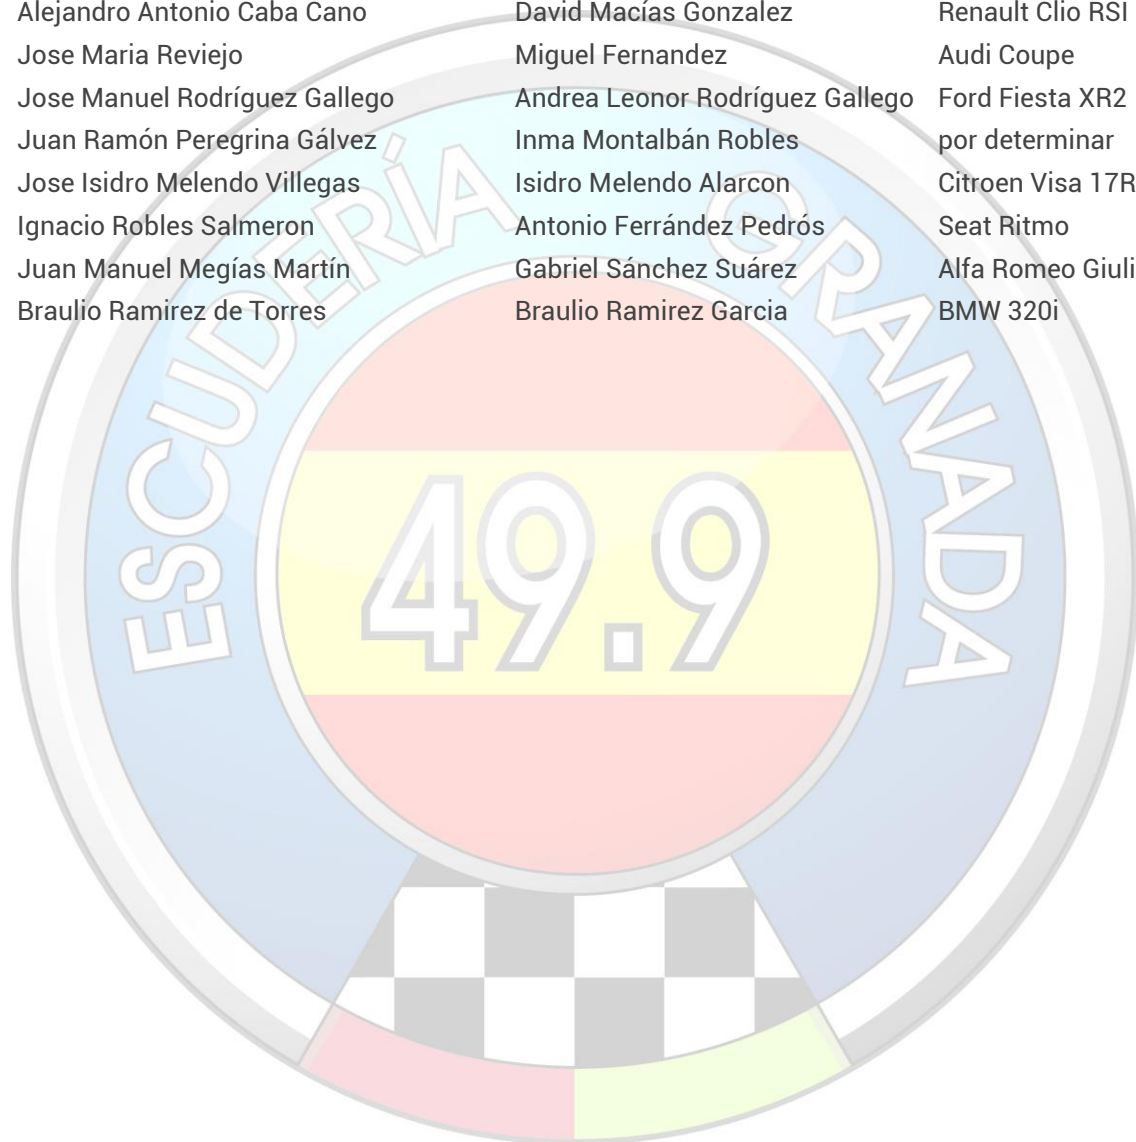 Alejandro Antonio Caba Cano David Macías Gonzalez Renault Clio RSI
Jose Maria Reviejo Miguel Fernandez Audi Coupe
Jose Manuel Rodríguez Gallego Andrea Leonor Rodríguez Gallego Ford Fiesta XR2
Juan Ramón Peregrina Gálvez Inma Montalbán Robles por determinar
Jose Isidro Melendo Villegas Isidro Melendo Alarcon Citroen Visa 17R
Ignacio Robles Salmeron Antonio Ferrández Pedrós Seat Ritmo
Juan Manuel Megías Martín Gabriel Sánchez Suárez Alfa Romeo Giuli
Braulio Ramirez de Torres Braulio Ramirez Garcia BMW 320i
ESCUDERÍA GRANADA
49.9